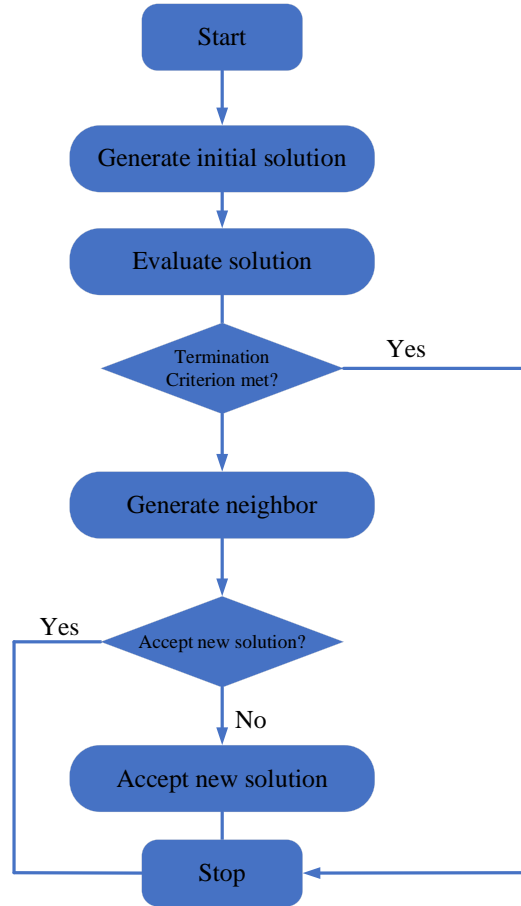 Start
Generate initial solution
Evaluate solution
Termination
Criterion met?
Yes
Generate neighbor
Yes
Accept new solution?
No
Accept new solution
Stop